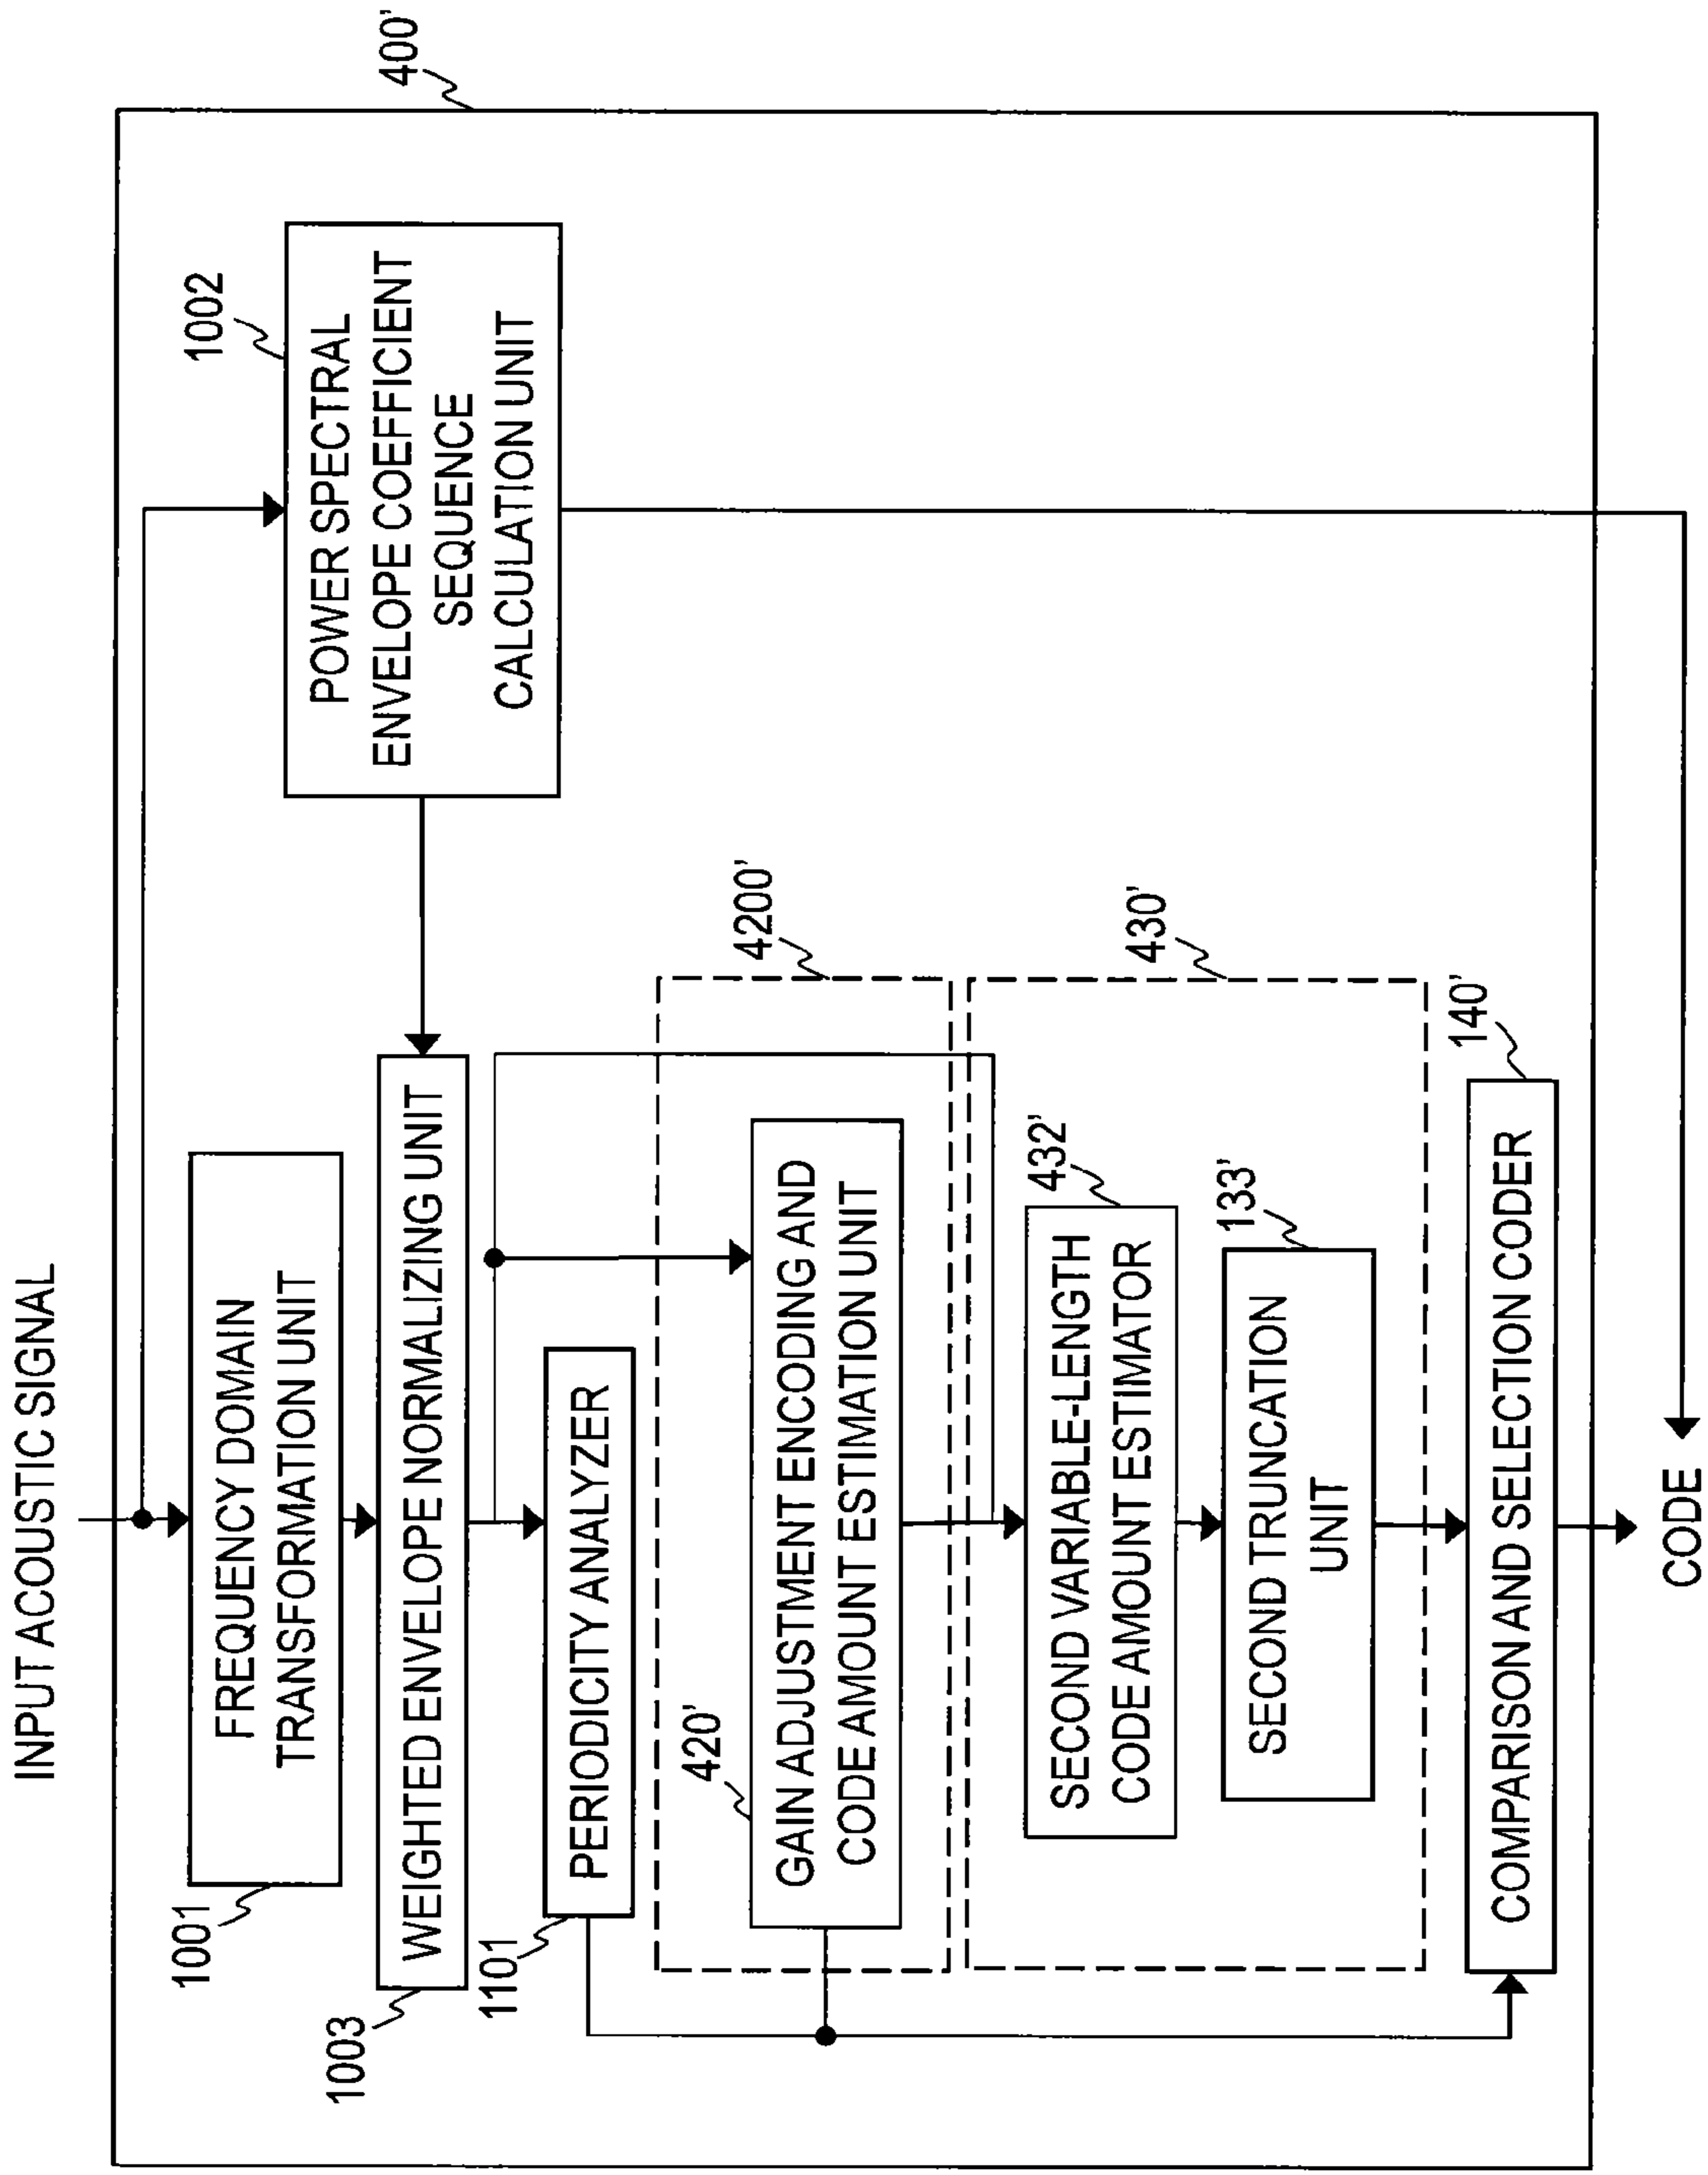 INPUT ACOUSTIC SIGNAL
400'
1001
FREQUENCY DOMAIN
TRANSFORMATION UNIT
1002
POWER SPECTRAL
ENVELOPE COEFFICIENT
SEQUENCE
CALCULATION UNIT
1003
WEIGHTED ENVELOPE NORMALIZING UNIT
1101
PERIODICITY ANALYZER
4200'
420'
GAIN ADJUSTMENT ENCODING AND
CODE AMOUNT ESTIMATION UNIT
430'
432'
SECOND VARIABLE-LENGTH
CODE AMOUNT ESTIMATOR
133'
SECOND TRUNCATION
UNIT
140'
COMPARISON AND SELECTION CODER
CODE